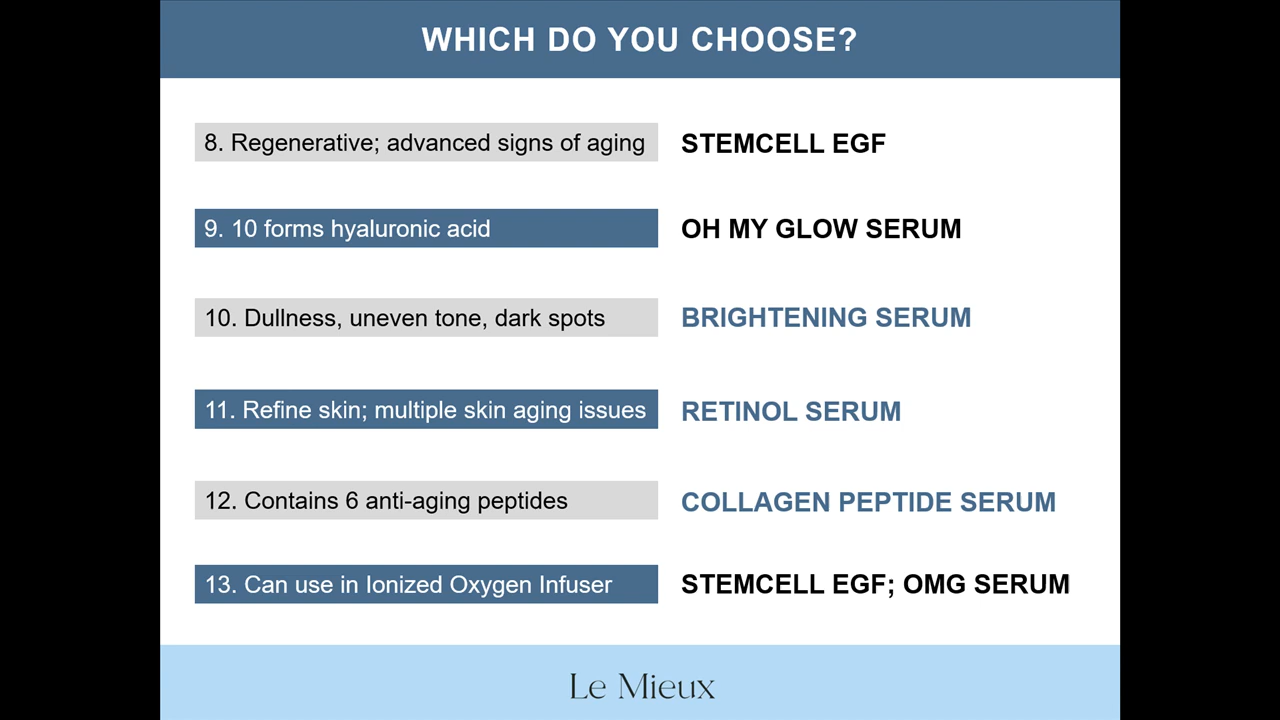 WHICH DO YOU CHOOSE?
8. Regenerative; advanced signs of aging STEMCELL EGF
9. 10 forms hyaluronic acid OH MY GLOW SERUM
10. Dullness, uneven tone, dark spots BRIGHTENING SERUM
11. Refine skin; multiple skin aging issues RETINOL SERUM
12. Contains 6 anti-aging peptides COLLAGEN PEPTIDE SERUM
13. Can use in Ionized Oxygen Infuser STEMCELL EGF; OMG SERUM
Le Mieux